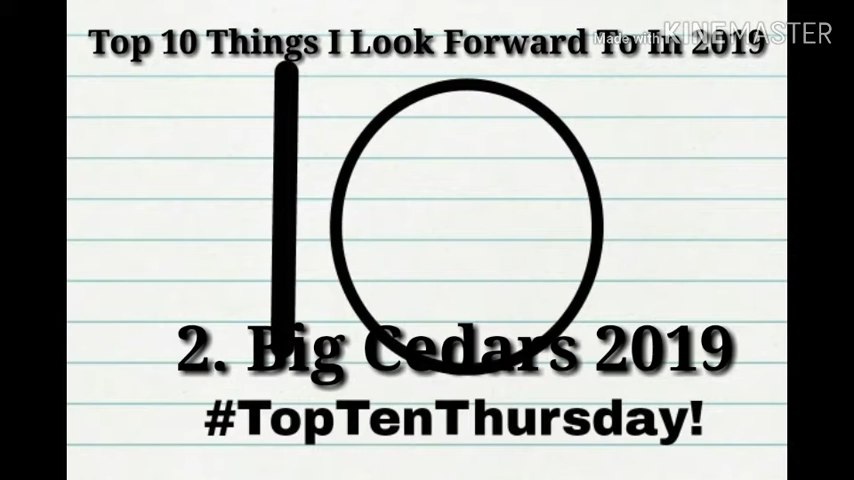 Top 10 Things I Look Forward To In 2019
Made with KINEMASTER
10
2. Big Cedars 2019
#TopTenThursday!